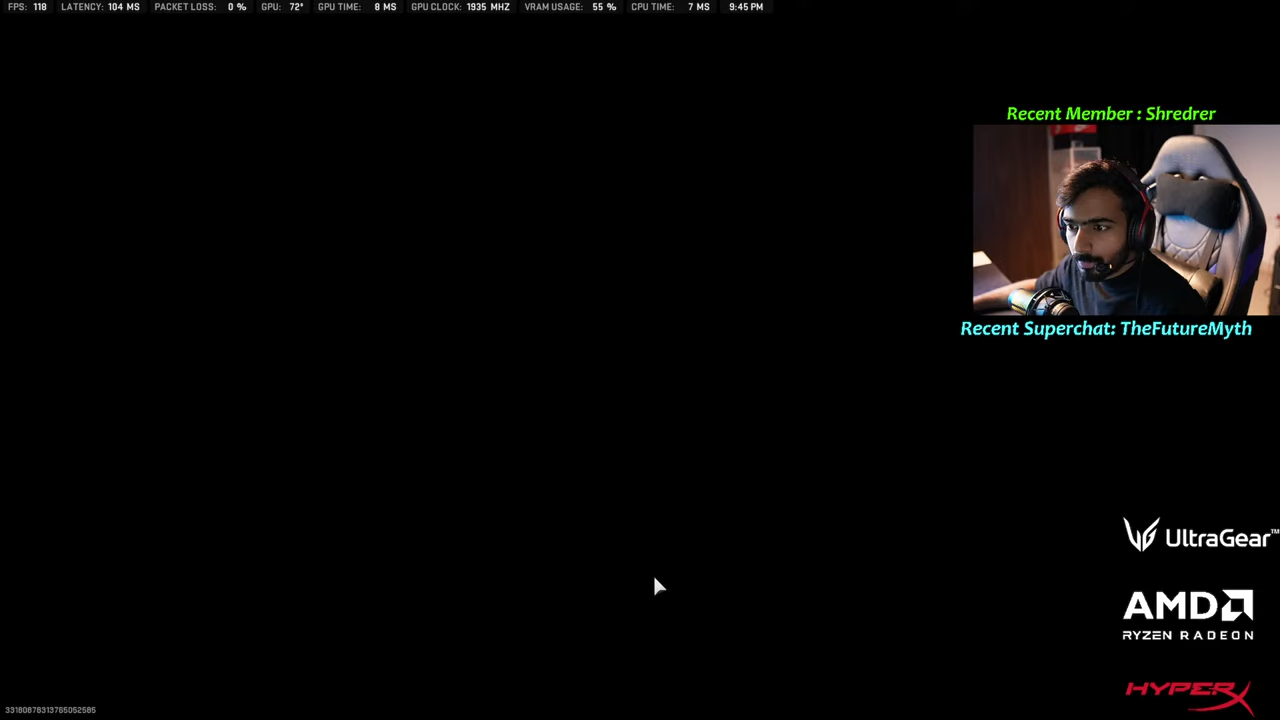 FPS: 118 LATENCY: 104 MS PACKET LOSS: 0 % GPU: 72° GPU TIME: 8 MS GPU CLOCK: 1935 MHZ VRAM USAGE: 55 % CPU TIME: 7 MS 9:45 PM
Recent Member : Shredrer
Recent Superchat: TheFutureMyth
UltraGear™
AMD
RYZEN RADEON
HYPERX
33180878313765052585